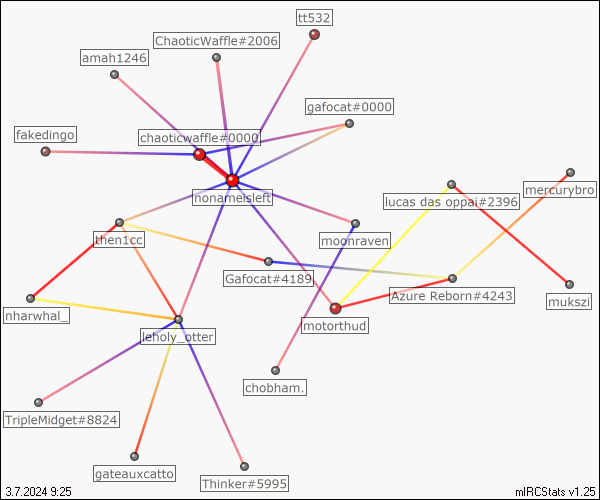 tt532
ChaoticWaffle#2006
amah1246
gafocat#0000
fakedingo
chaoticwaffle#0000
nonameisleft
lucas das oppai#2396
mercurybro
then1cc
moonraven
Gafocat#4189
Azure Reborn#4243
mukszi
nharwhal_
motorthud
leholy_otter
chobham.
TripleMidget#8824
gateauxcatto
Thinker#5995
3.7.2024 9:25
mIRCStats v1.25